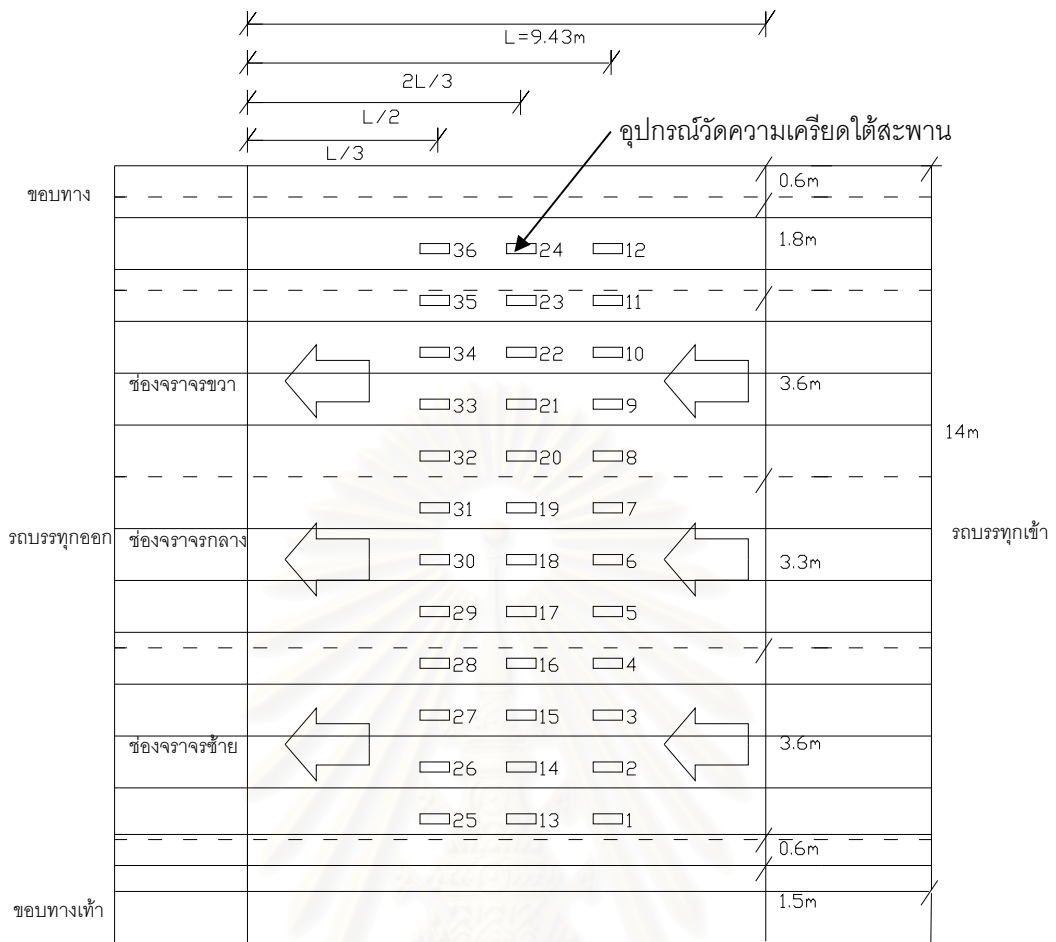 L=9.43m
2L/3
L/2
L/3
อุปกรณ์วัดความเครียดใต้สะพาน
0.6m
ขอบทาง
1.8m
36 24 12
35 23 11
34 22 10
ช่องจราจรขวา
3.6m
33 21 9
14m
32 20 8
31 19 7
รถบรรทุกออก ช่องจราจรกลาง
รถบรรทุกเข้า
30 18 6
3.3m
29 17 5
28 16 4
27 15 3
ช่องจราจรซ้าย
3.6m
26 14 2
25 13 1
0.6m
1.5m
ขอบทางเท้า